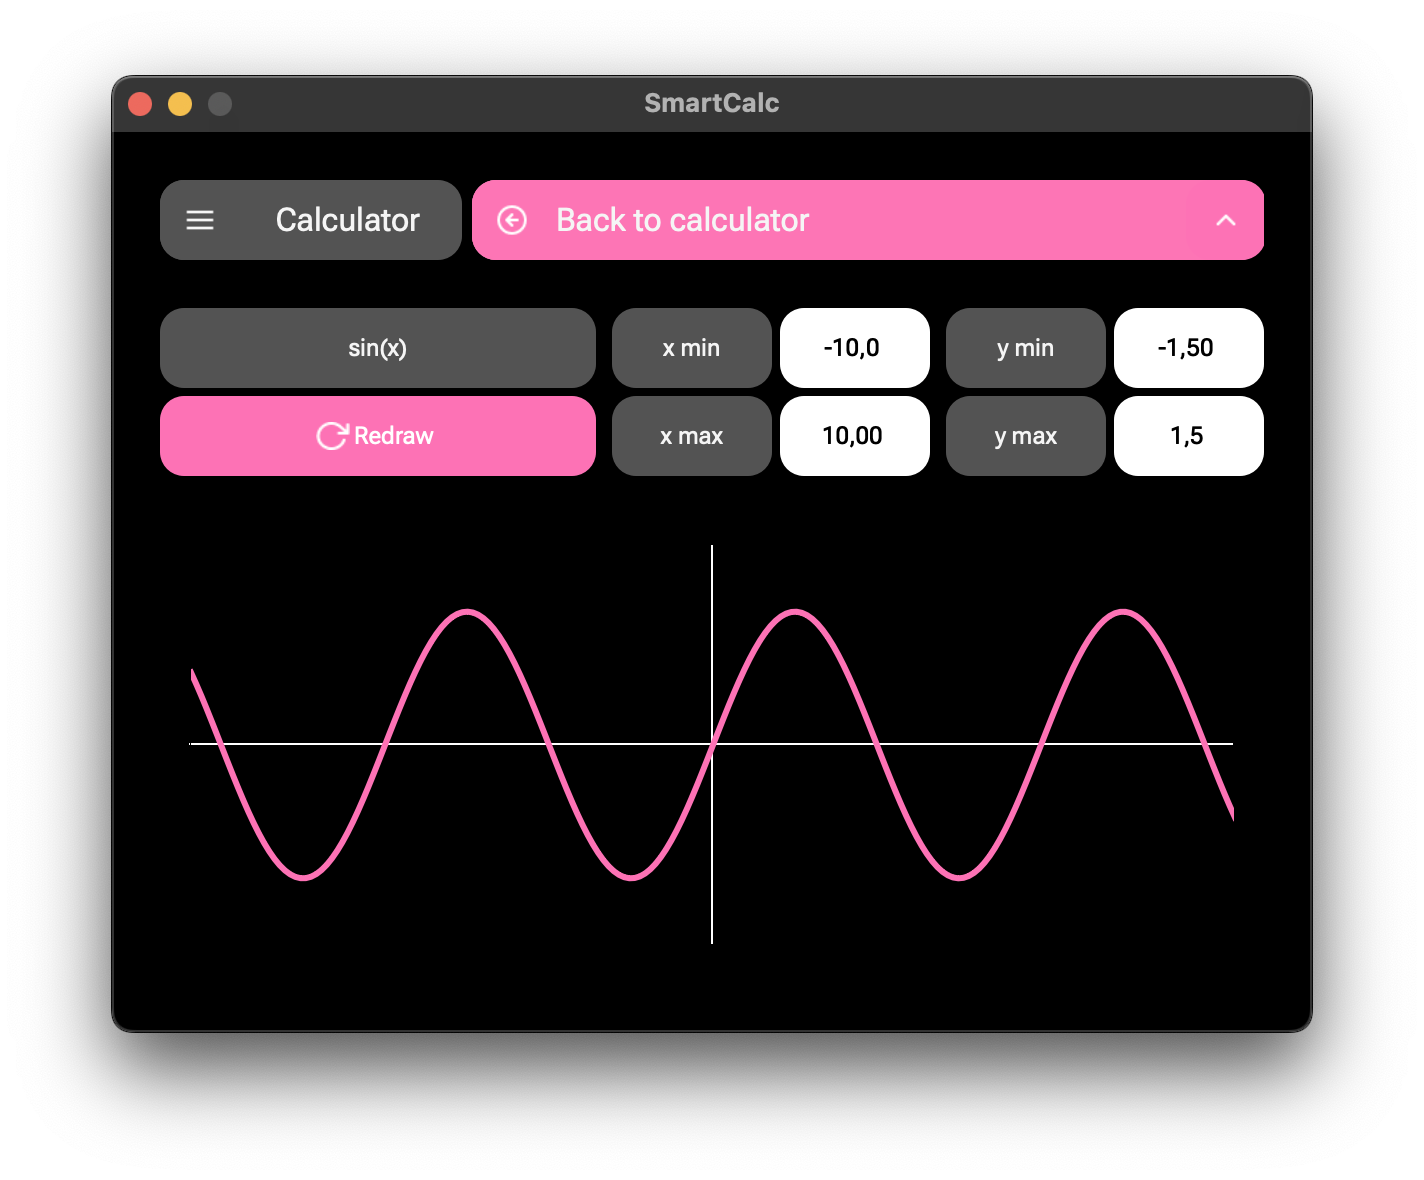 SmartCalc
Calculator
Back to calculator
sin(x)
x min
-10,0
y min
-1,50
Redraw
x max
10,00
y max
1,5